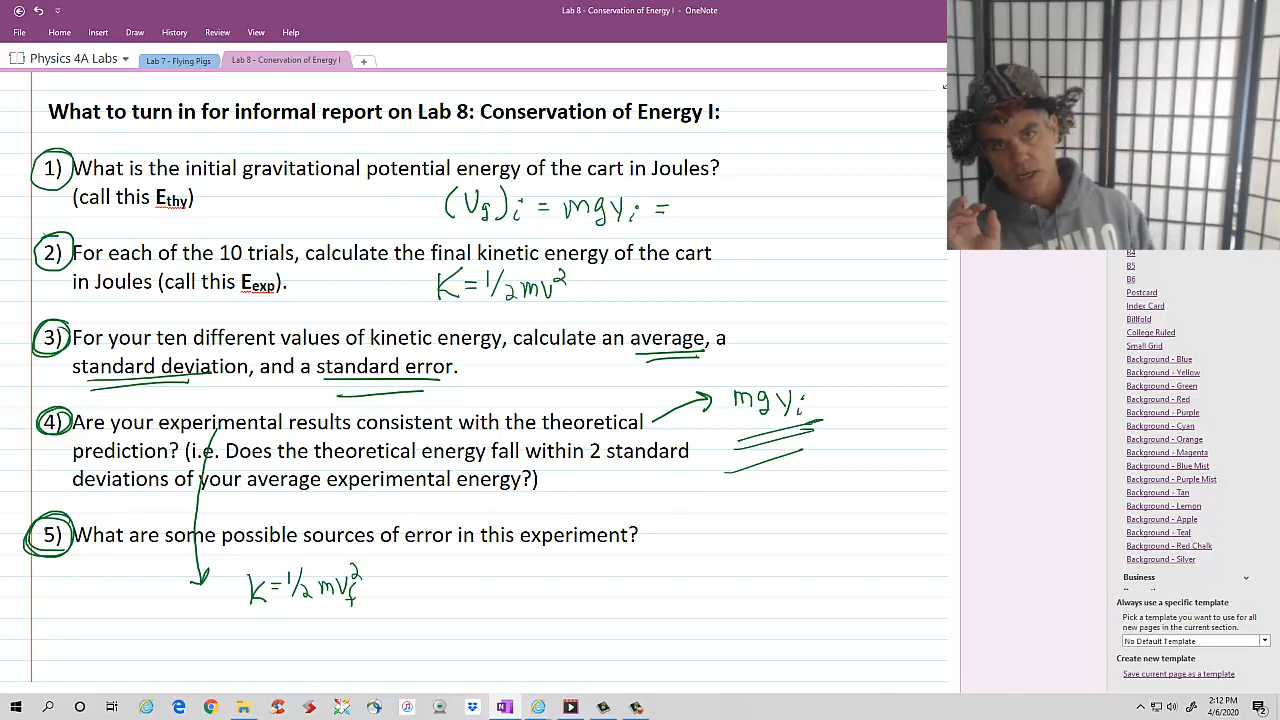 Lab 8 - Conservation of Energy I - OneNote
File Home Insert Draw History Review View Help
Physics 4A Labs
Lab 7 - Flying Pigs
Lab 8 - Conervation of Energy I
What to turn in for informal report on Lab 8: Conservation of Energy I:
1) What is the initial gravitational potential energy of the cart in Joules?
(call this Ethy)
(Ug)i = mgyi =
2) For each of the 10 trials, calculate the final kinetic energy of the cart
in Joules (call this Eexp).
K = 1/2 mv²
3) For your ten different values of kinetic energy, calculate an average, a
standard deviation, and a standard error.
4) Are your experimental results consistent with the theoretical
mgyi
prediction? (i.e. Does the theoretical energy fall within 2 standard
deviations of your average experimental energy?)
5) What are some possible sources of error in this experiment?
K = 1/2 mvf²
B4
B5
B6
Postcard
Index Card
Billfold
College Ruled
Small Grid
Background - Blue
Background - Yellow
Background - Green
Background - Red
Background - Purple
Background - Cyan
Background - Orange
Background - Magenta
Background - Blue Mist
Background - Purple Mist
Background - Tan
Background - Lemon
Background - Apple
Background - Teal
Background - Red Chalk
Background - Silver
Business
Always use a specific template
Pick a template you want to use for all
new pages in the current section.
No Default Template
Create new template
Save current page as a template
2:12 PM
4/6/2020
2